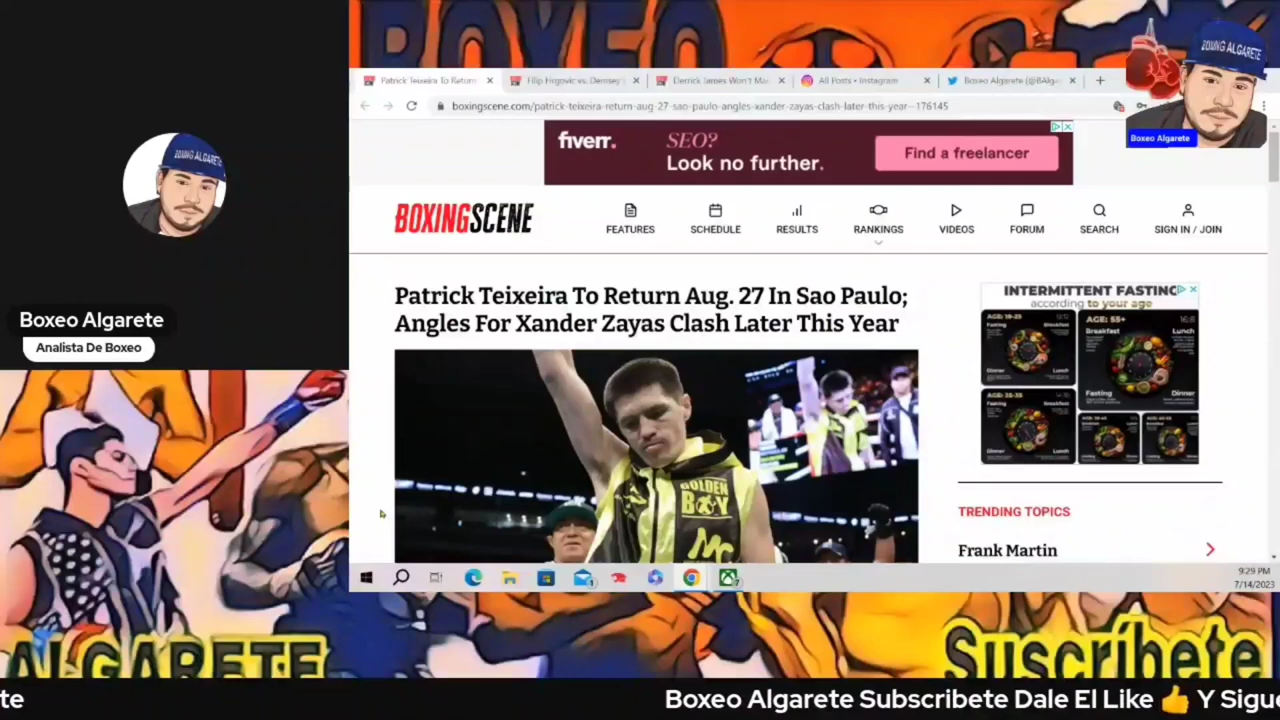 BOXEO
Patrick Teixeira To Return
Filip Hrgovic vs. Demsey's
Derrick James Won't Ma
All Posts • Instagram
Boxeo Algarete (@BAlga
boxingscene.com/patrick-teixeira-return-aug-27-sao-paulo-angles-xander-zayas-clash-later-this-year--176145
BOXING ALGARETE
Boxeo Algarete
fiverr.
SEO?
Look no further.
Find a freelancer
BOXINGSCENE
FEATURES
SCHEDULE
RESULTS
RANKINGS
VIDEOS
FORUM
SEARCH
SIGN IN / JOIN
Boxeo Algarete
Analista De Boxeo
Patrick Teixeira To Return Aug. 27 In Sao Paulo;
Angles For Xander Zayas Clash Later This Year
GOLDEN
BOY
INTERMITTENT FASTING
according to your age
AGE: 55+
Breakfast
Lunch
Fasting
Dinner
TRENDING TOPICS
Frank Martin
9:29 PM
7/14/2023
ALGARETE
Suscríbete
te
Boxeo Algarete Subscribete Dale El Like 👍 Y Sigue